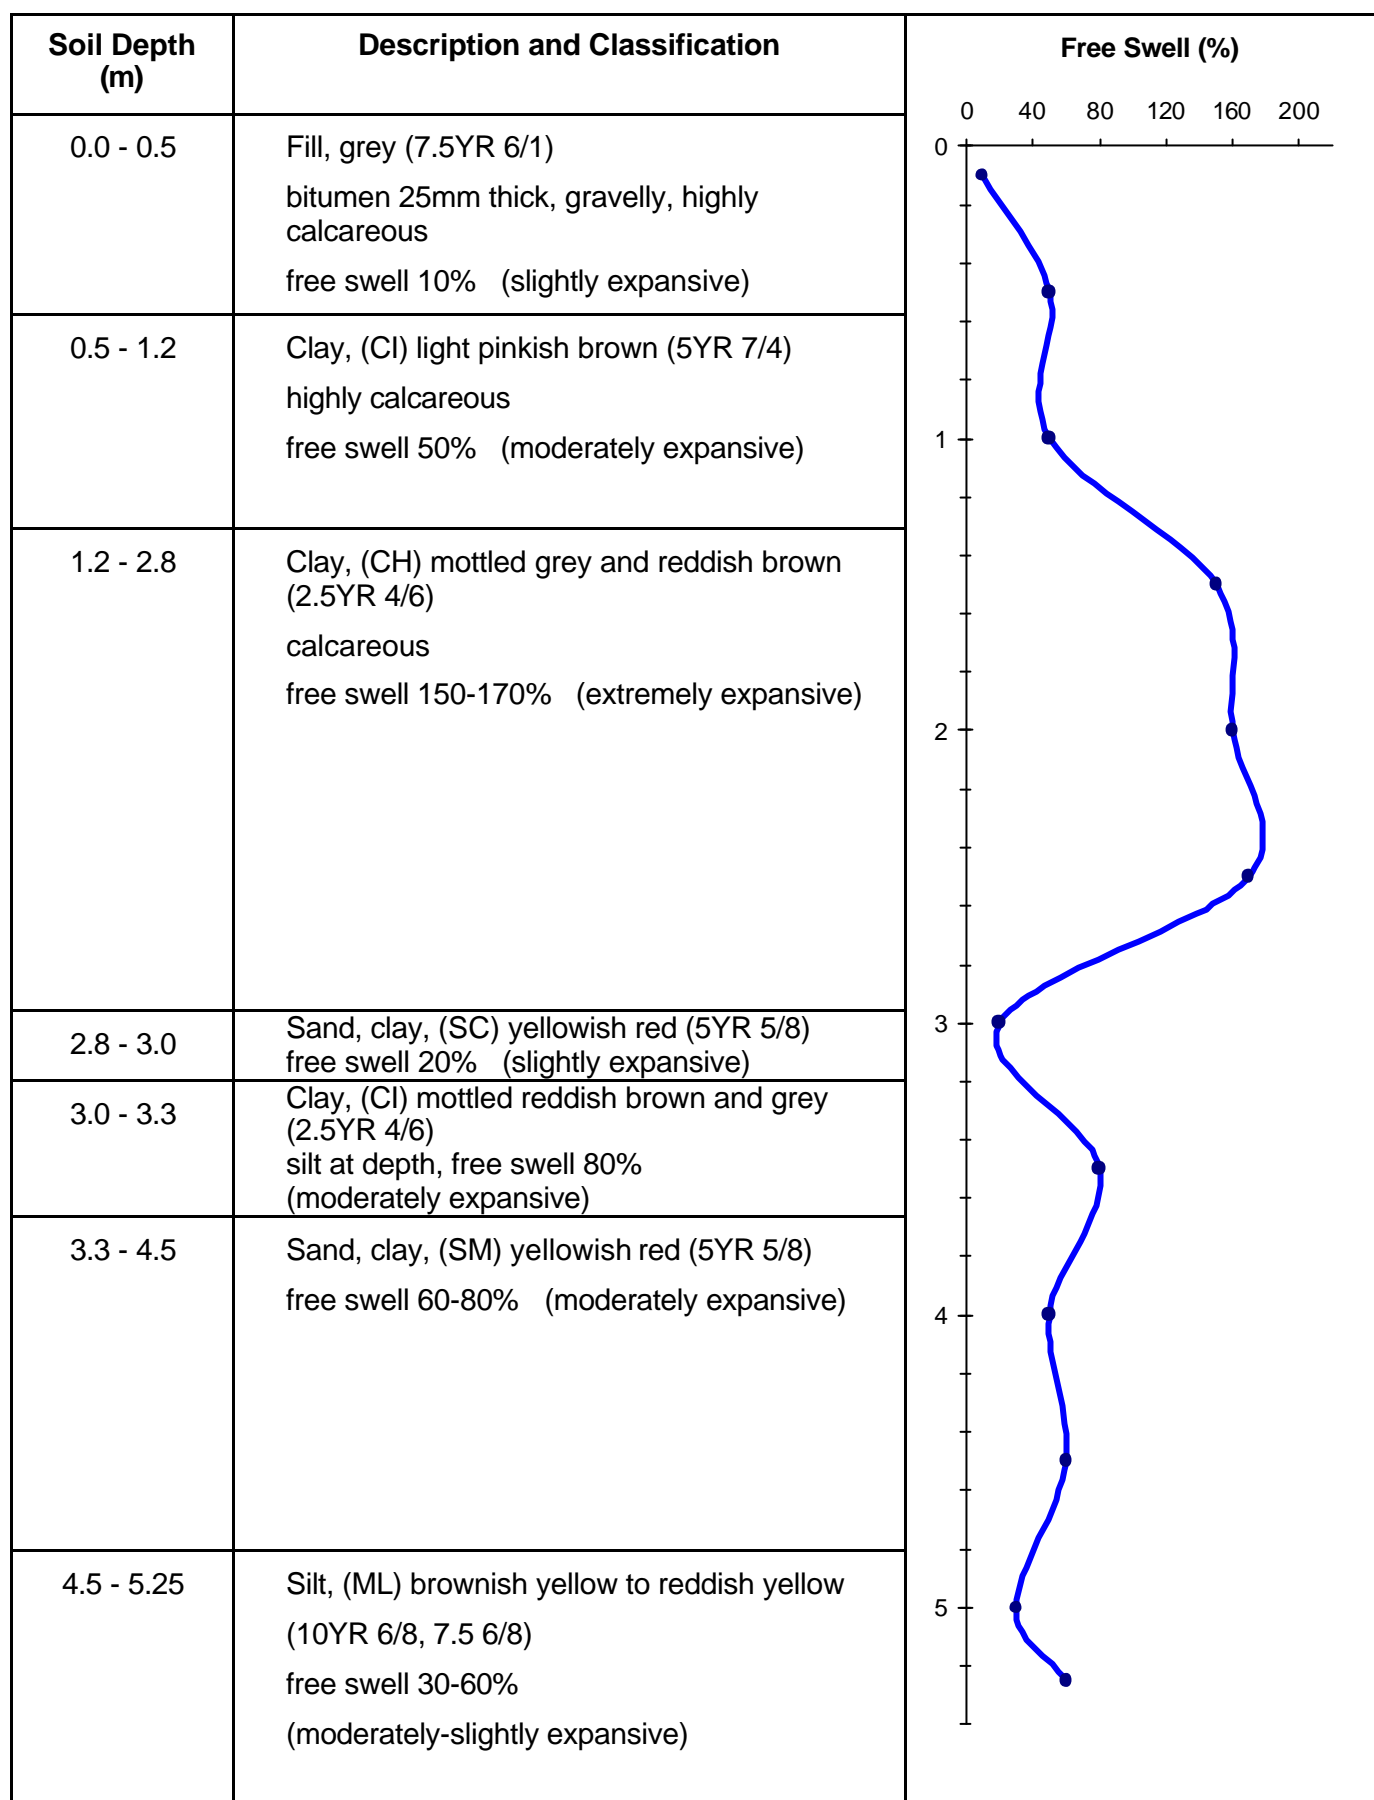 Soil Depth
(m)
Description and Classification
Free Swell (%)
0.0 - 0.5
Fill, grey (7.5YR 6/1)
bitumen 25mm thick, gravelly, highly
calcareous
free swell 10% (slightly expansive)
0.5 - 1.2
Clay, (CI) light pinkish brown (5YR 7/4)
highly calcareous
free swell 50% (moderately expansive)
1.2 - 2.8
Clay, (CH) mottled grey and reddish brown
(2.5YR 4/6)
calcareous
free swell 150-170% (extremely expansive)
2.8 - 3.0
Sand, clay, (SC) yellowish red (5YR 5/8)
free swell 20% (slightly expansive)
3.0 - 3.3
Clay, (CI) mottled reddish brown and grey
(2.5YR 4/6)
silt at depth, free swell 80%
(moderately expansive)
3.3 - 4.5
Sand, clay, (SM) yellowish red (5YR 5/8)
free swell 60-80% (moderately expansive)
4.5 - 5.25
Silt, (ML) brownish yellow to reddish yellow
(10YR 6/8, 7.5 6/8)
free swell 30-60%
(moderately-slightly expansive)
0 40 80 120 160 200
0
1
2
3
4
5